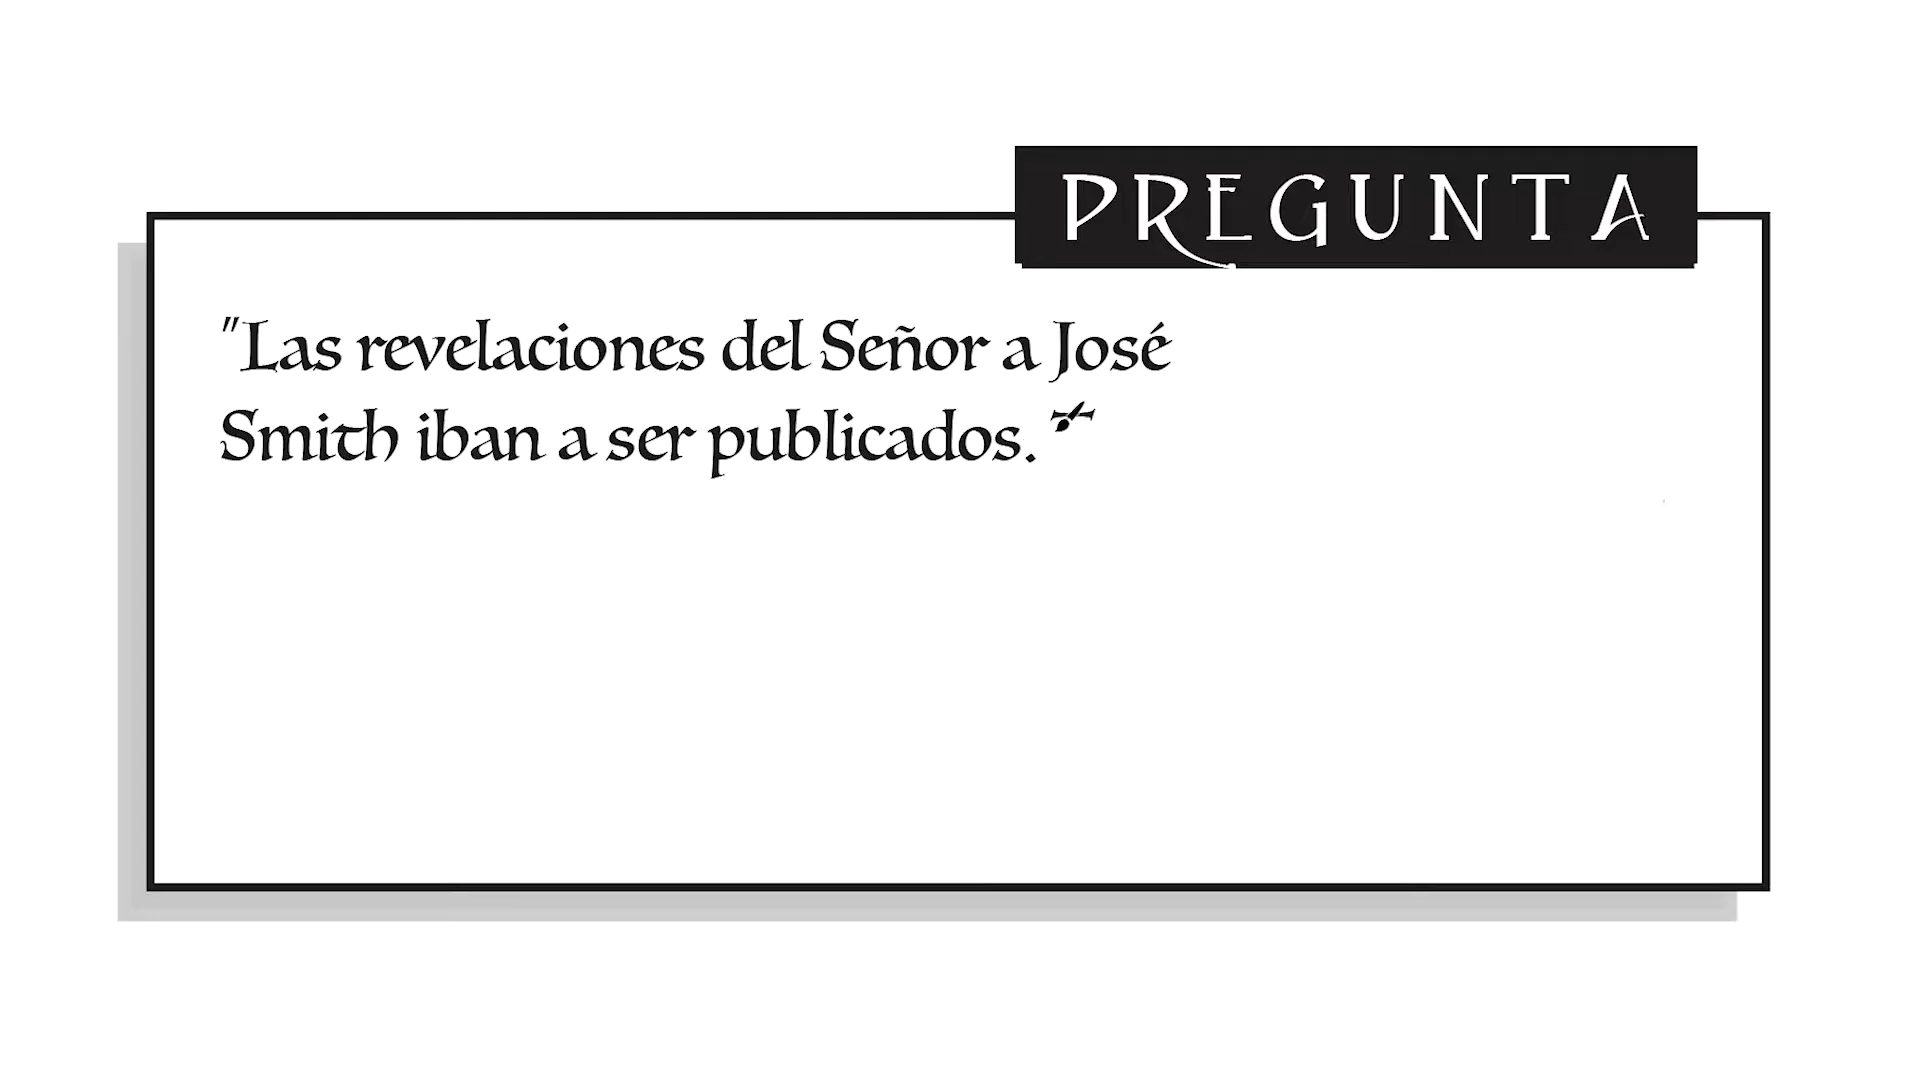 PREGUNTA
"Las revelaciones del Señor a José
Smith iban a ser publicados.